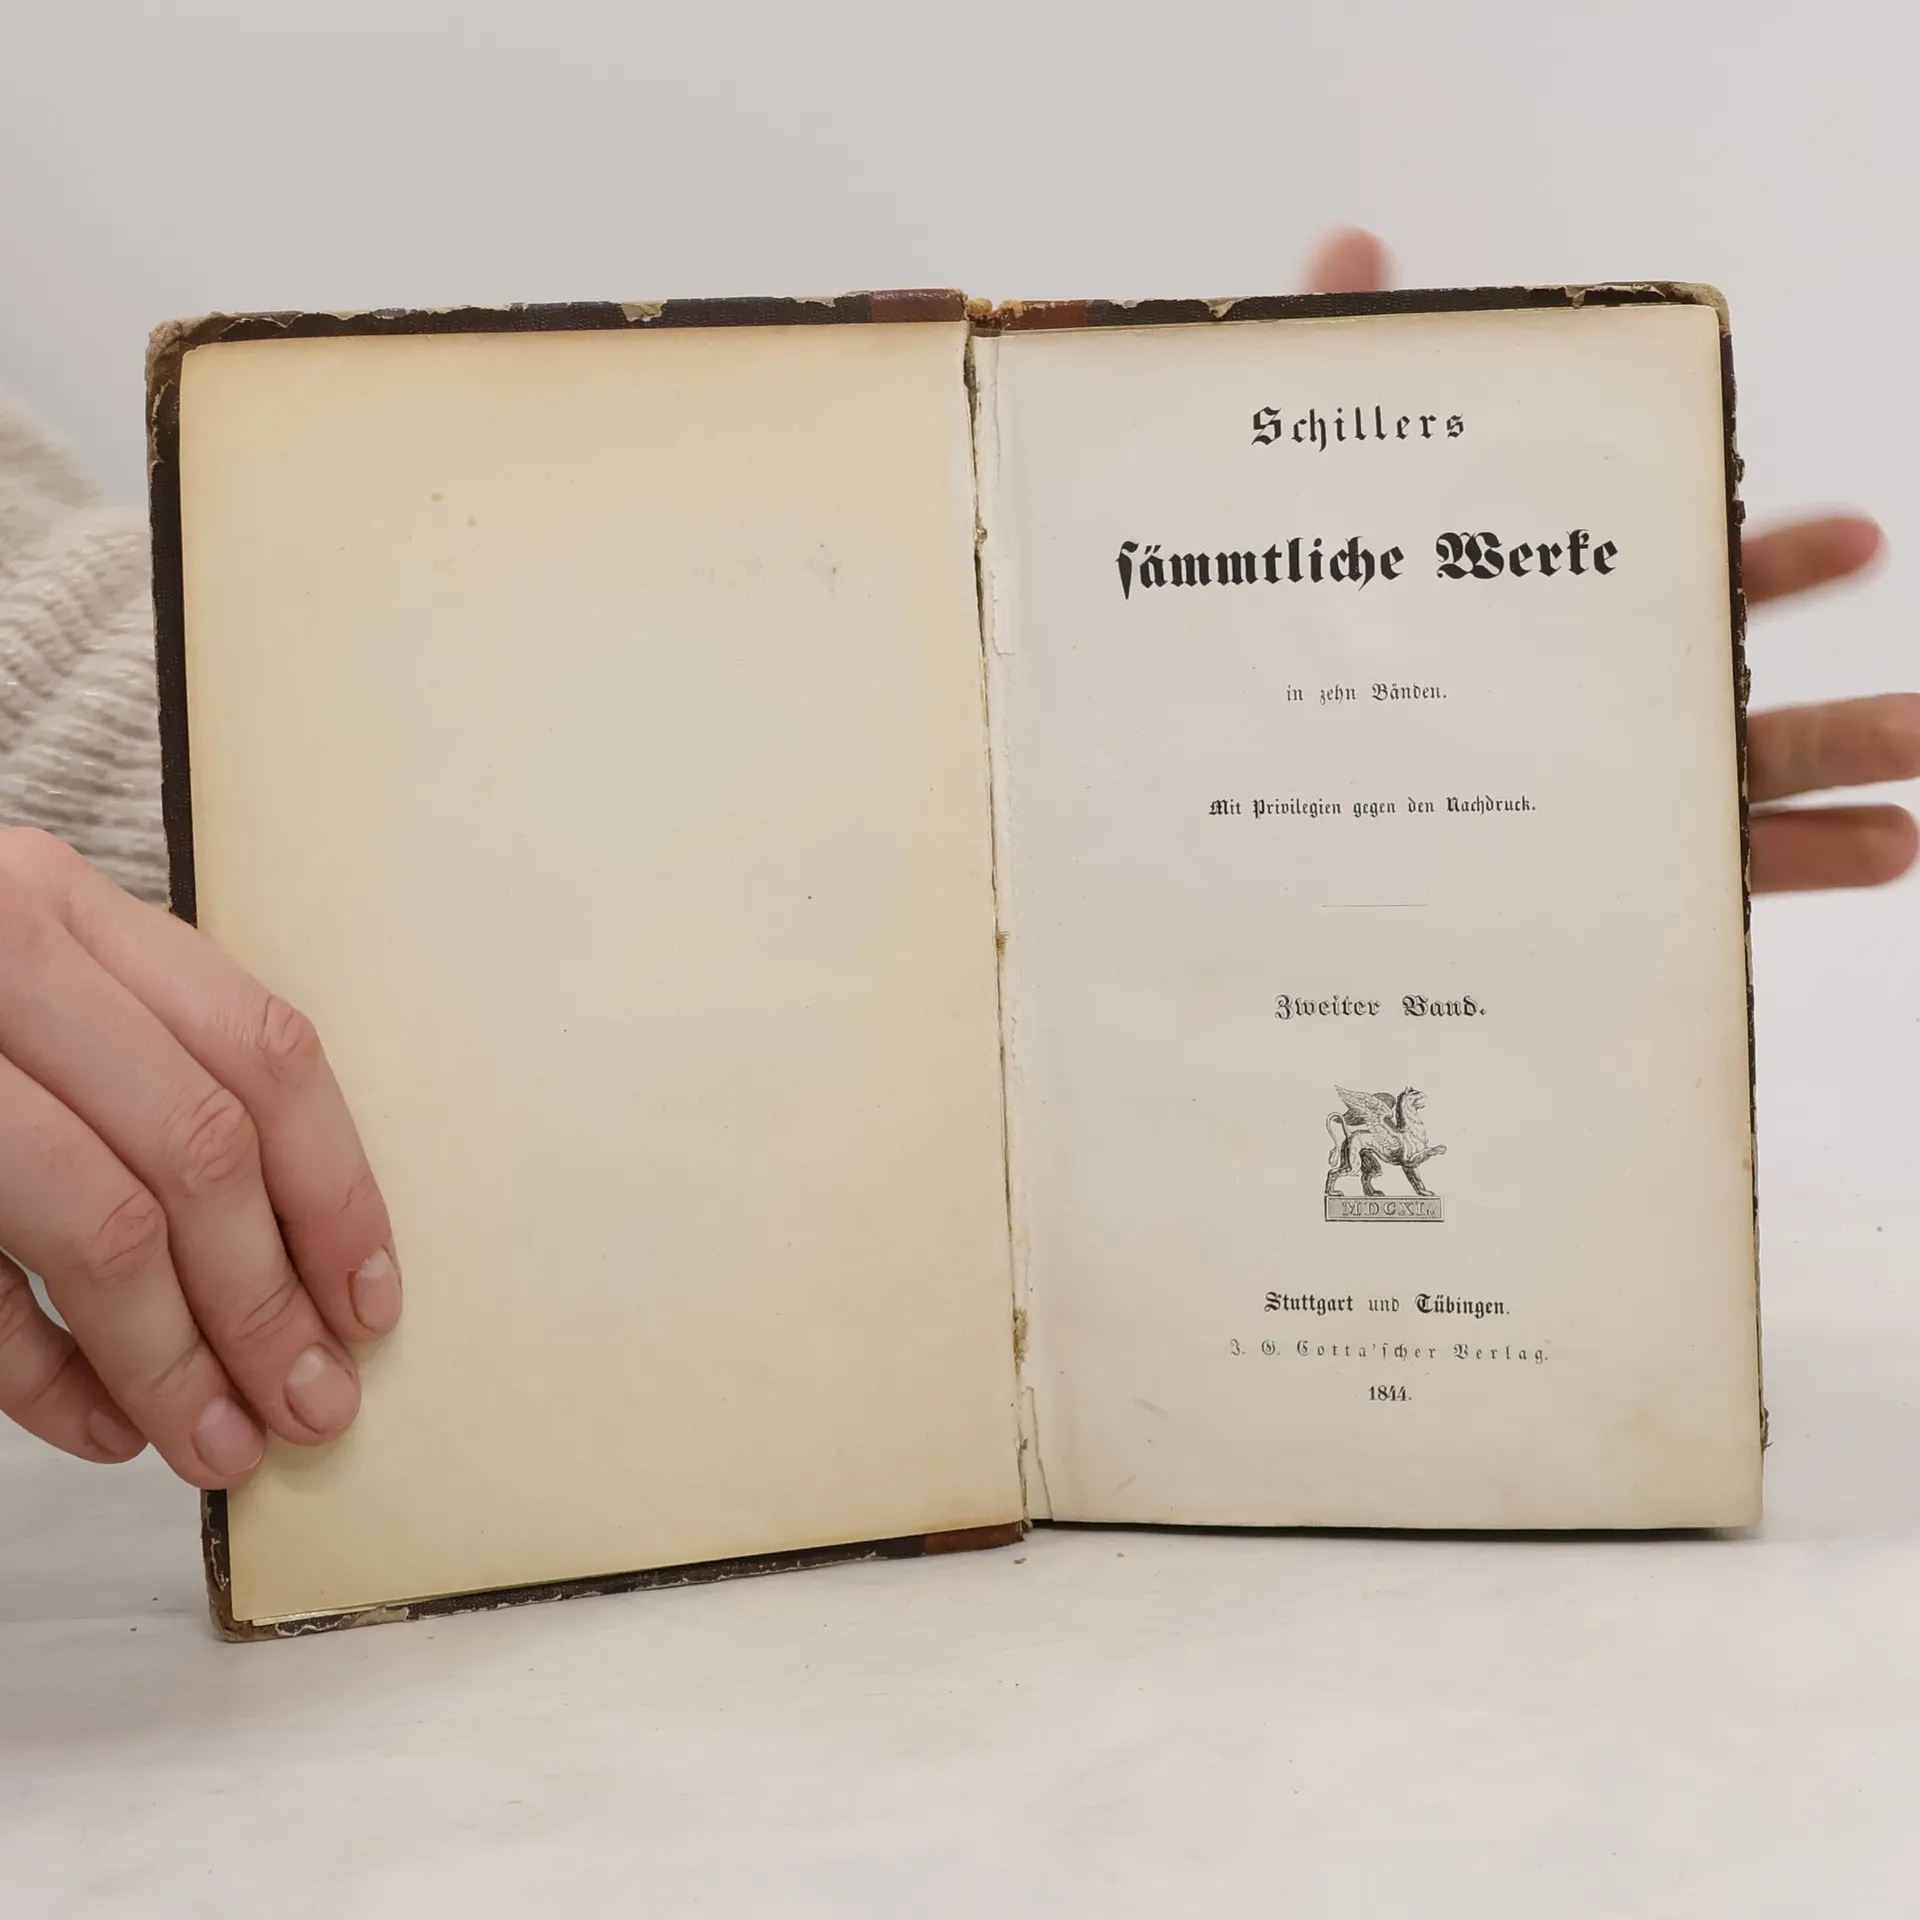 Schillers
sämmtliche Werke
in zehn Bänden.
Mit Privilegien gegen den Nachdruck.
Zweiter Band.
MDCXL.
Stuttgart und Tübingen.
J. G. Cotta'scher Verlag.
1844.